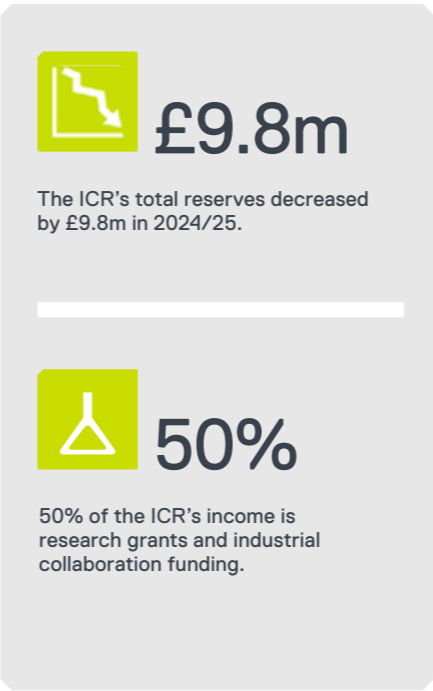 £9.8m
The ICR's total reserves decreased
by £9.8m in 2024/25.
50%
50% of the ICR's income is
research grants and industrial
collaboration funding.